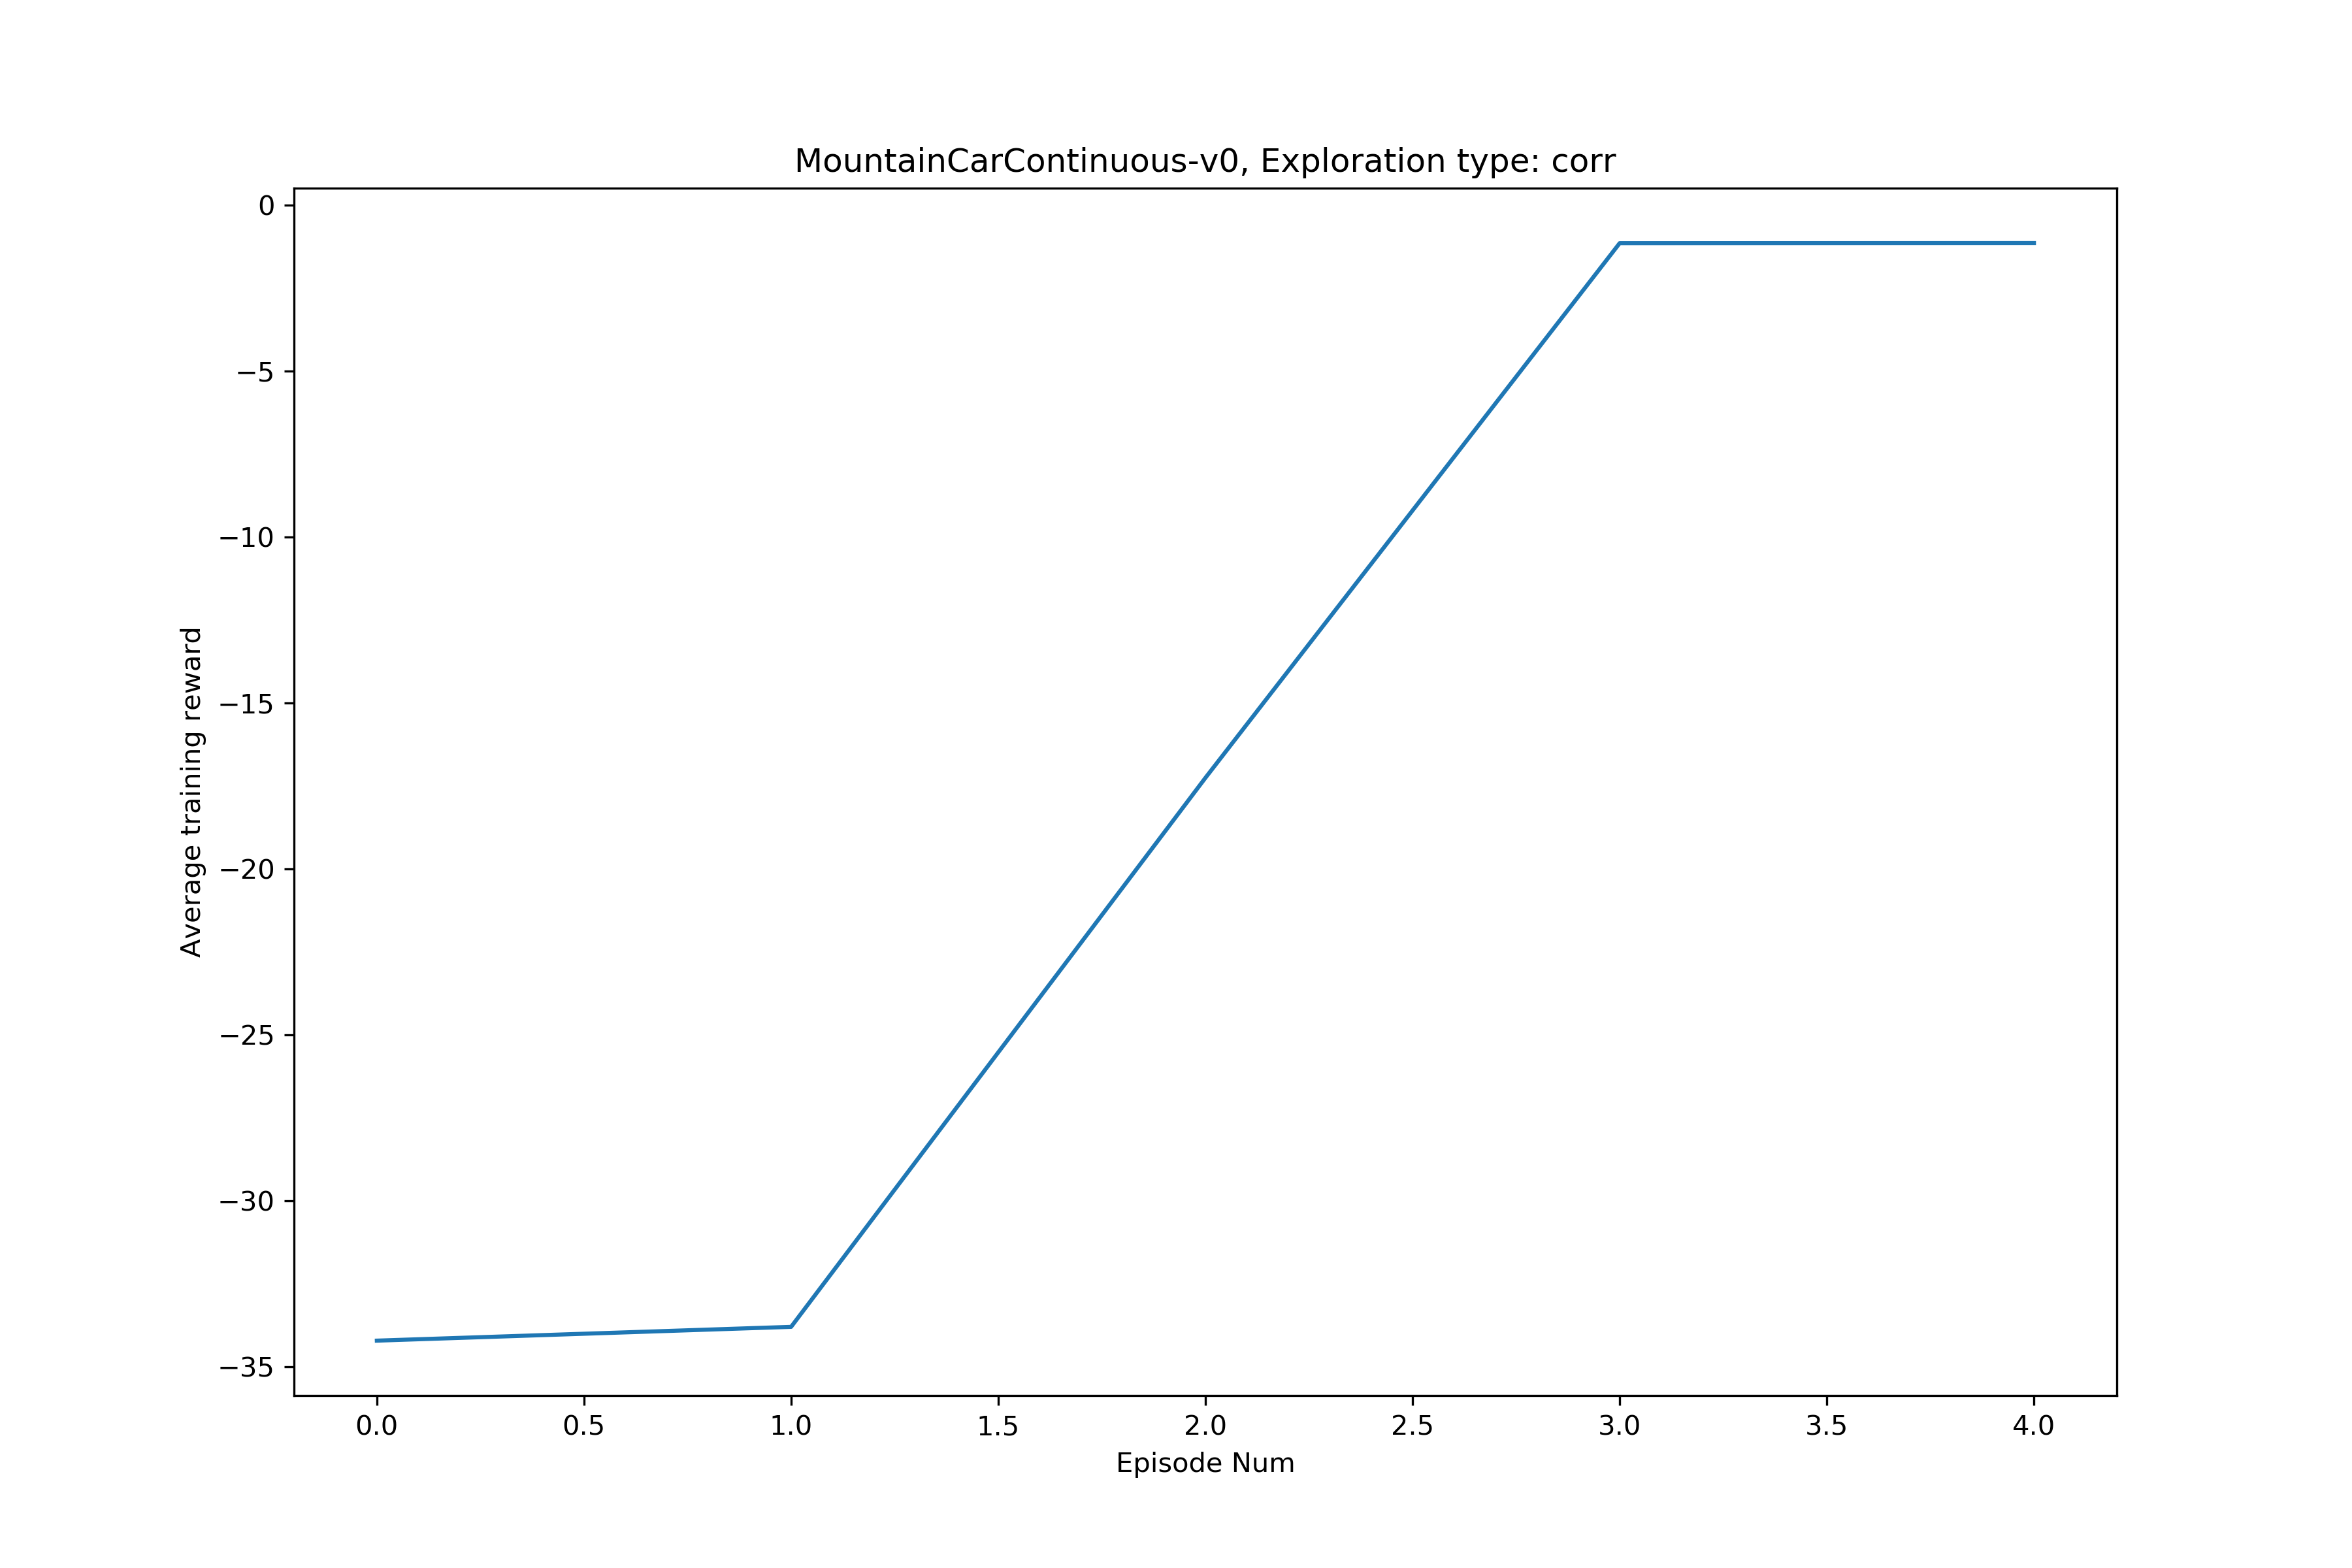 MountainCarContinuous-v0, Exploration type: corr
0
−5
−10
−15
−20
−25
−30
−35
Average training reward
0.0 0.5 1.0 1.5 2.0 2.5 3.0 3.5 4.0
Episode Num